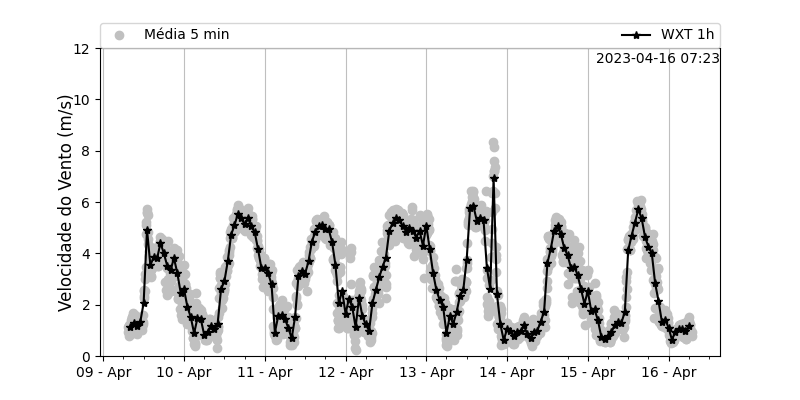 Média 5 min
WXT 1h
2023-04-16 07:23
Velocidade do Vento (m/s)
12
10
8
6
4
2
0
09 - Apr 10 - Apr 11 - Apr 12 - Apr 13 - Apr 14 - Apr 15 - Apr 16 - Apr